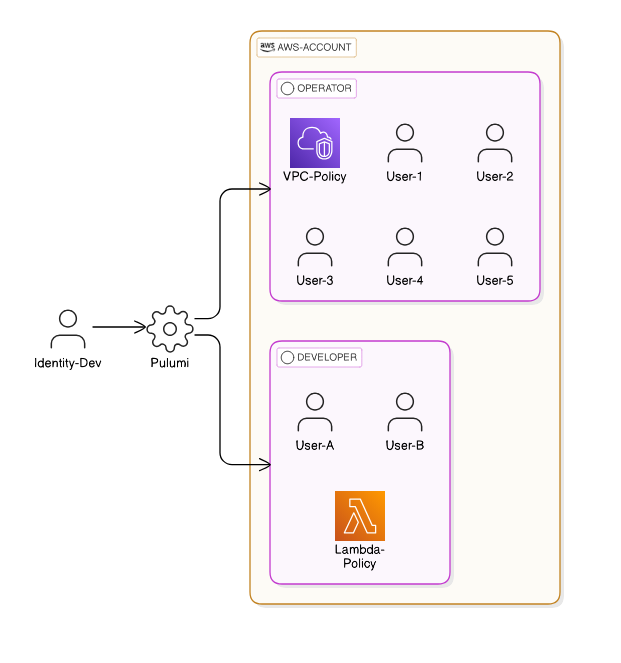 aws AWS-ACCOUNT
OPERATOR
VPC-Policy
User-1
User-2
User-3
User-4
User-5
Identity-Dev
Pulumi
DEVELOPER
User-A
User-B
Lambda-
Policy